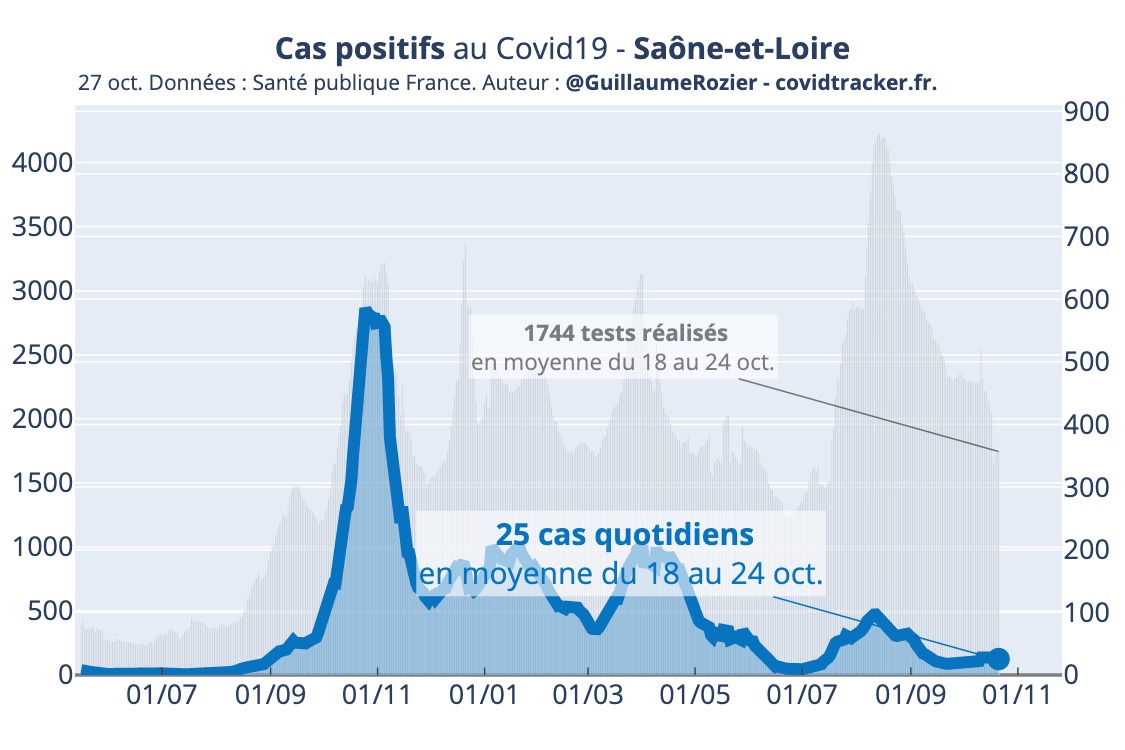 Cas positifs au Covid19 - Saône-et-Loire
27 oct. Données : Santé publique France. Auteur : @GuillaumeRozier - covidtracker.fr.
900
4000
800
3500
700
3000
600
1744 tests réalisés
en moyenne du 18 au 24 oct.
2500
500
2000
400
1500
300
25 cas quotidiens
en moyenne du 18 au 24 oct.
1000
200
500
100
0
0
01/07 01/09 01/11 01/01 01/03 01/05 01/07 01/09 01/11